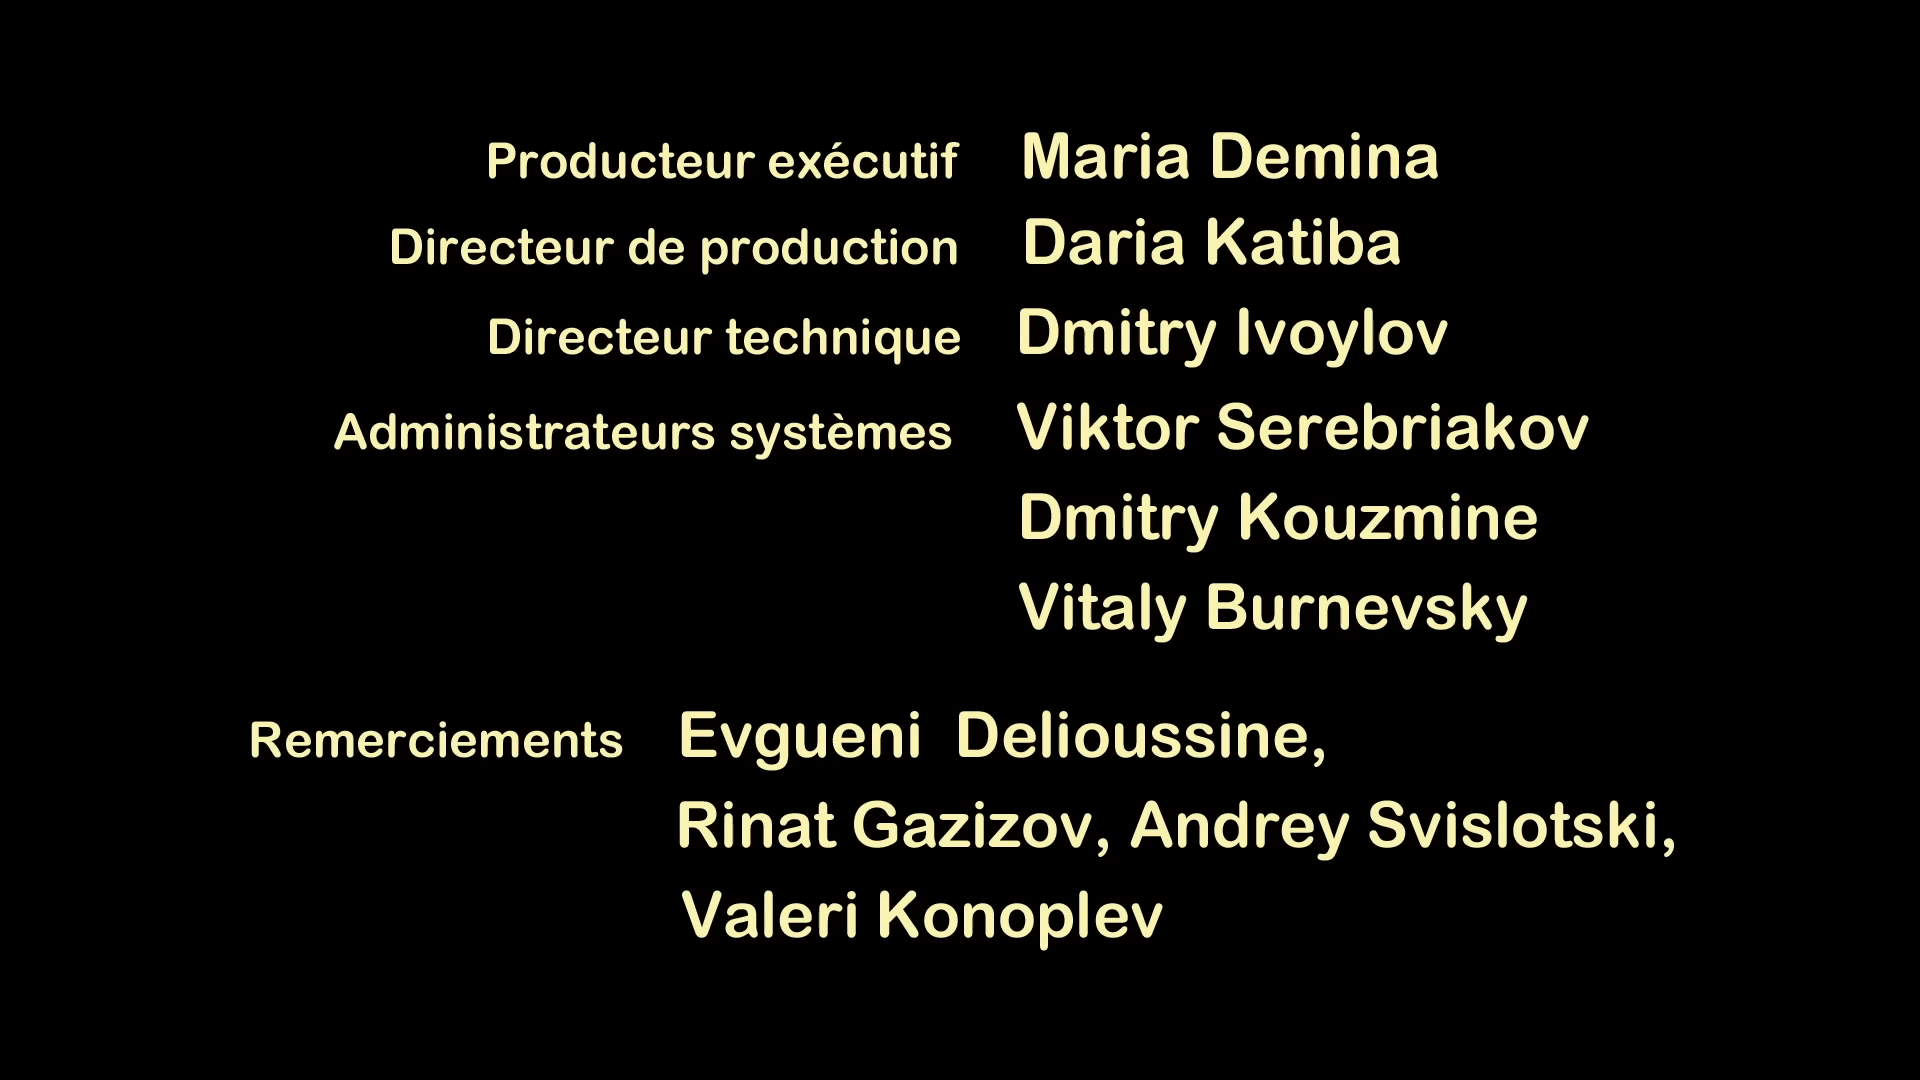 Producteur exécutif Maria Demina
Directeur de production Daria Katiba
Directeur technique Dmitry Ivoylov
Administrateurs systèmes Viktor Serebriakov
Dmitry Kouzmine
Vitaly Burnevsky
Remerciements Evgueni Delioussine,
Rinat Gazizov, Andrey Svislotski,
Valeri Konoplev